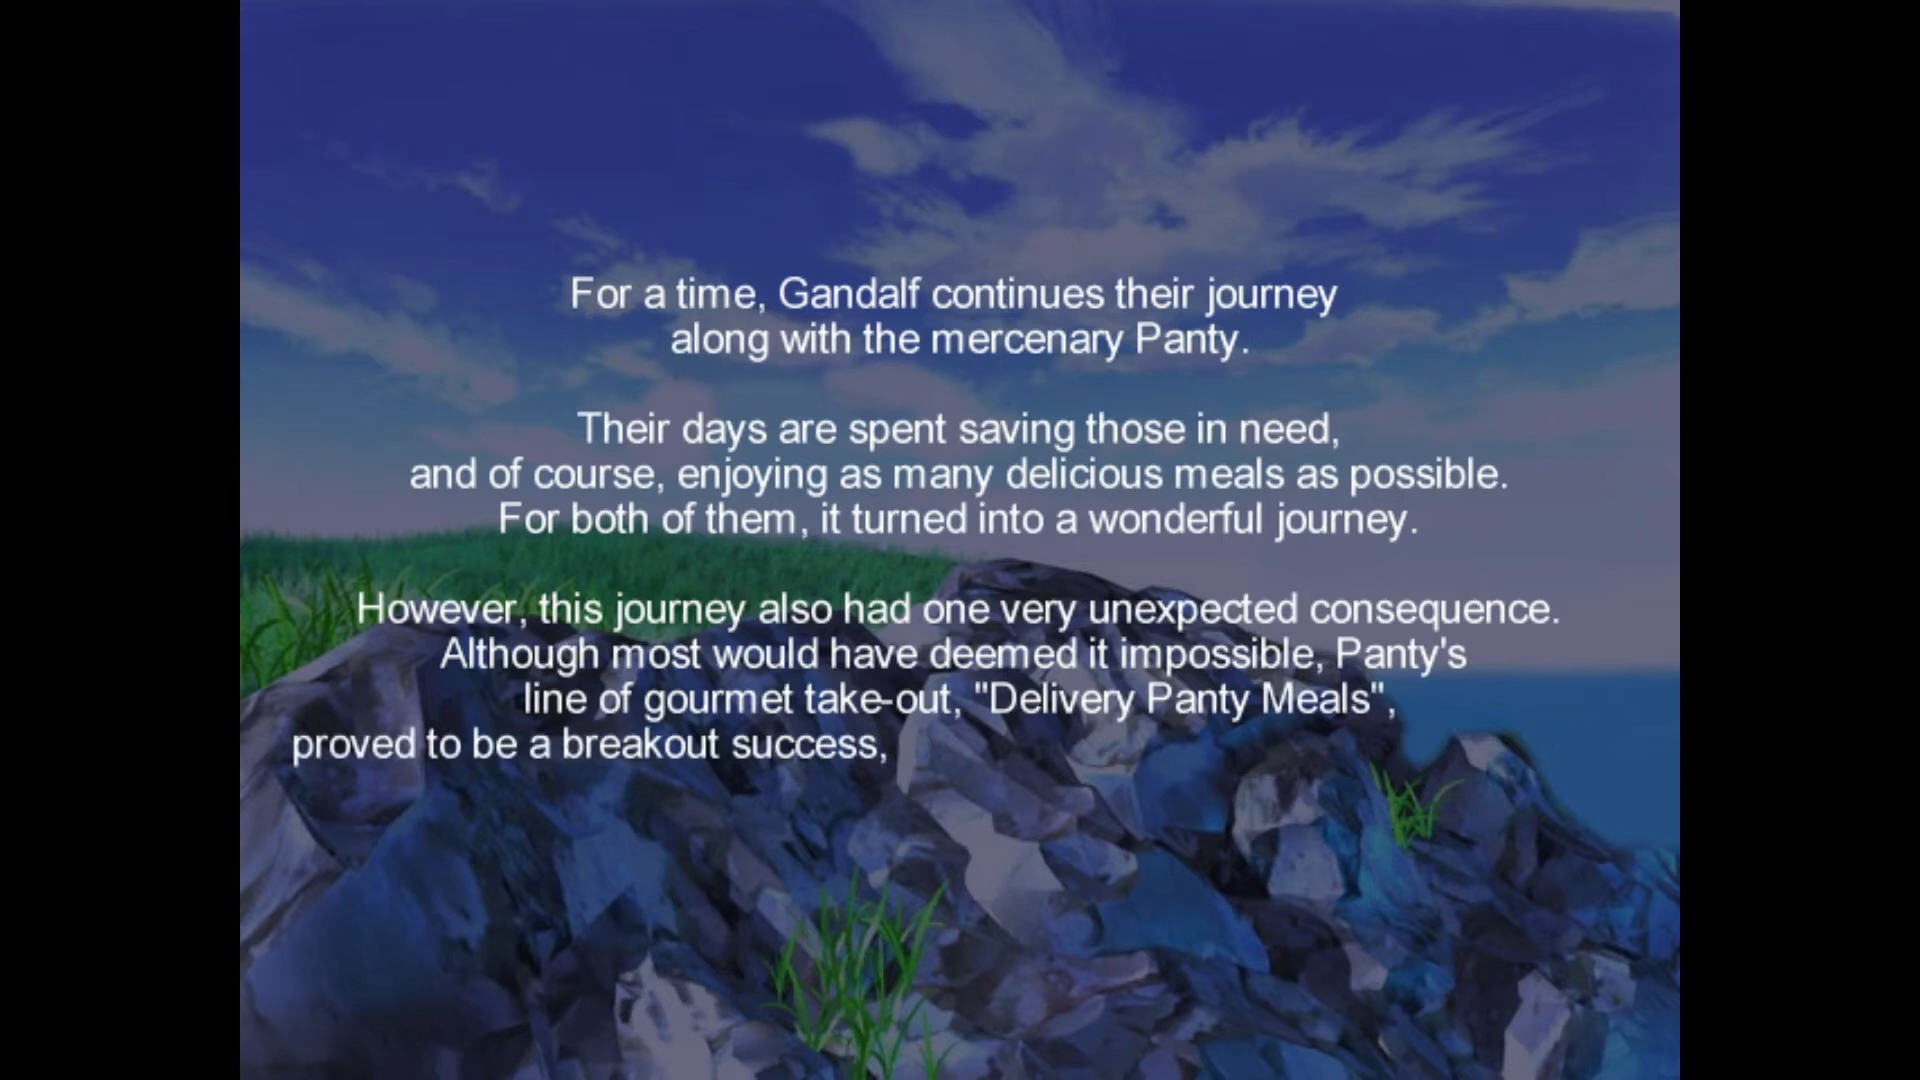 For a time, Gandalf continues their journey
along with the mercenary Panty.
Their days are spent saving those in need,
and of course, enjoying as many delicious meals as possible.
For both of them, it turned into a wonderful journey.
However, this journey also had one very unexpected consequence.
Although most would have deemed it impossible, Panty's
line of gourmet take-out, "Delivery Panty Meals",
proved to be a breakout success,